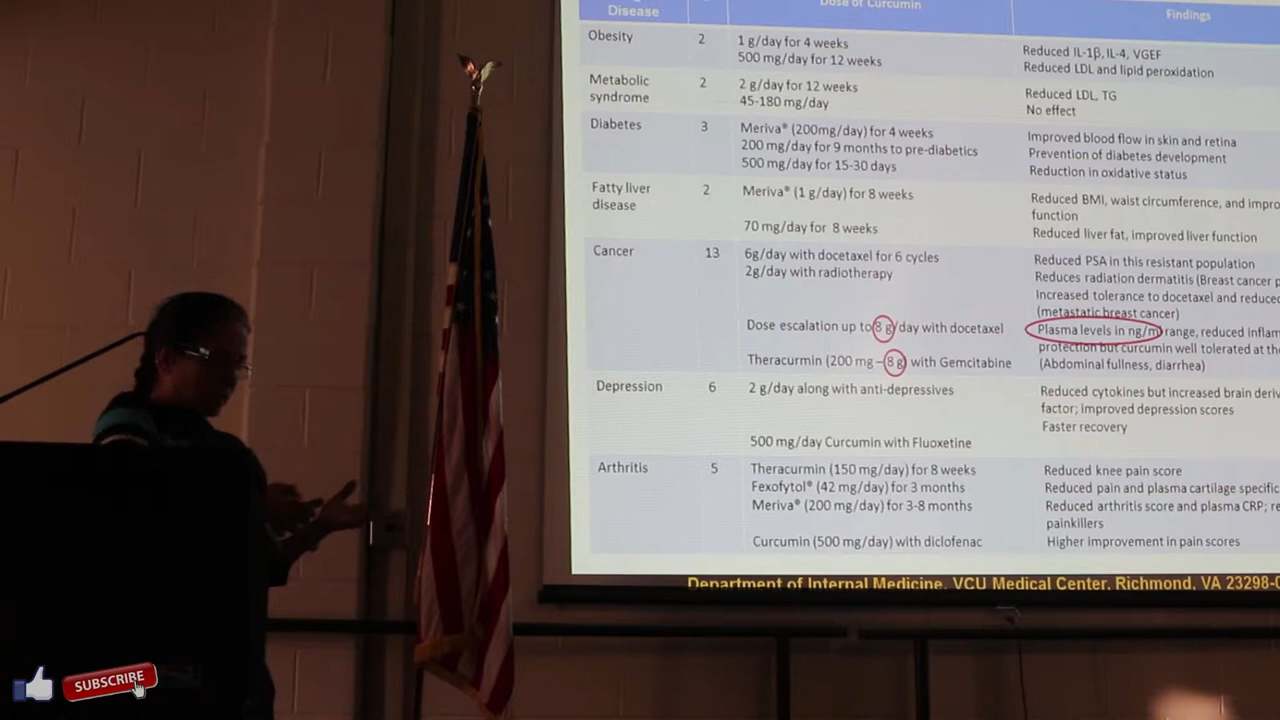 Disease
Dose of Curcumin
Findings
Obesity 2 1 g/day for 4 weeks Reduced IL-1β, IL-4, VGEF
500 mg/day for 12 weeks Reduced LDL and lipid peroxidation
Metabolic syndrome 2 2 g/day for 12 weeks Reduced LDL, TG
45-180 mg/day No effect
Diabetes 3 Meriva® (200mg/day) for 4 weeks Improved blood flow in skin and retina
200 mg/day for 9 months to pre-diabetics Prevention of diabetes development
500 mg/day for 15-30 days Reduction in oxidative status
Fatty liver disease 2 Meriva® (1 g/day) for 8 weeks Reduced BMI, waist circumference, and
function
70 mg/day for 8 weeks Reduced liver fat, improved liver function
Cancer 13 6g/day with docetaxel for 6 cycles Reduced PSA in this resistant population
2g/day with radiotherapy Reduces radiation dermatitis (Breast cancer
Increased tolerance to docetaxel and
(metastatic breast cancer)
Dose escalation up to 8 g/day with docetaxel Plasma levels in ng/m range, reduced
protection but curcumin well tolerated at
Theracurmin (200 mg–8 g) with Gemcitabine (Abdominal fullness, diarrhea)
Depression 6 2 g/day along with anti-depressives Reduced cytokines but increased brain
factor; improved depression scores
Faster recovery
500 mg/day Curcumin with Fluoxetine
Arthritis 5 Theracurmin (150 mg/day) for 8 weeks Reduced knee pain score
Fexofytol® (42 mg/day) for 3 months Reduced pain and plasma cartilage
Meriva® (200 mg/day) for 3-8 months Reduced arthritis score and plasma CRP;
painkillers
Curcumin (500 mg/day) with diclofenac Higher improvement in pain scores
Department of Internal Medicine, VCU Medical Center, Richmond, VA 23298-
SUBSCRIBE